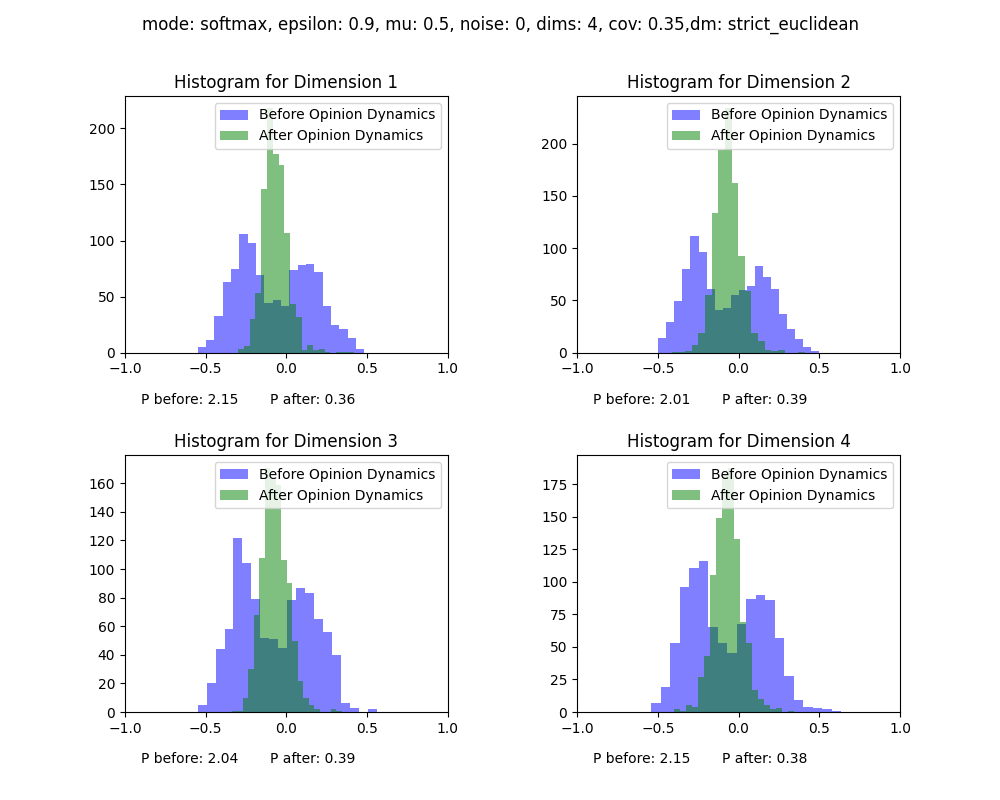 mode: softmax, epsilon: 0.9, mu: 0.5, noise: 0, dims: 4, cov: 0.35,dm: strict_euclidean
Histogram for Dimension 1
Before Opinion Dynamics
After Opinion Dynamics
200
150
100
50
0
−1.0 −0.5 0.0 0.5 1.0
P before: 2.15 P after: 0.36
Histogram for Dimension 2
Before Opinion Dynamics
After Opinion Dynamics
200
150
100
50
0
−1.0 −0.5 0.0 0.5 1.0
P before: 2.01 P after: 0.39
Histogram for Dimension 3
Before Opinion Dynamics
After Opinion Dynamics
160
140
120
100
80
60
40
20
0
−1.0 −0.5 0.0 0.5 1.0
P before: 2.04 P after: 0.39
Histogram for Dimension 4
Before Opinion Dynamics
After Opinion Dynamics
175
150
125
100
75
50
25
0
−1.0 −0.5 0.0 0.5 1.0
P before: 2.15 P after: 0.38